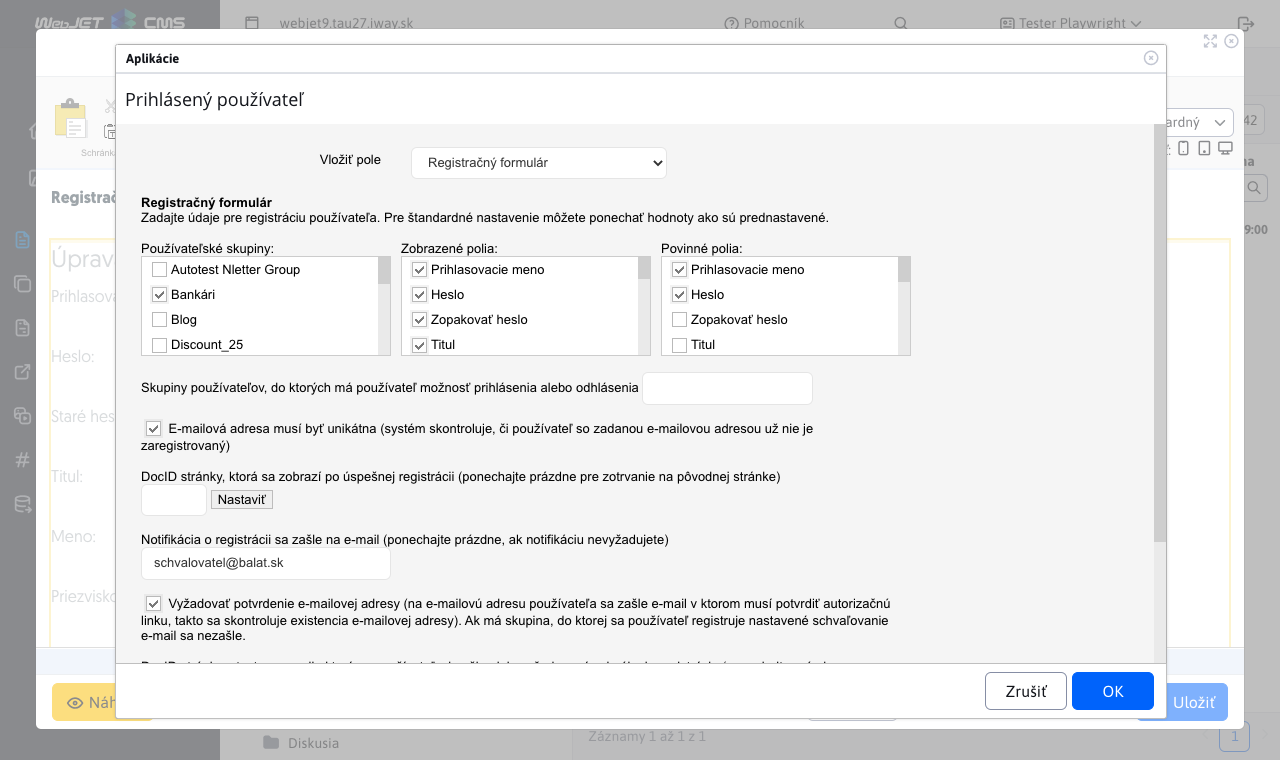 WebJET CMS
webjet9.tau27.iway.sk
Pomocník
Tester Playwright
Aplikácie
Prihlásený používateľ
ardný
42
Schránk
Registrač
Vložiť pole
Registračný formulár
Registračný formulár
Zadajte údaje pre registráciu používateľa. Pre štandardné nastavenie môžete ponechať hodnoty ako sú prednastavené.
9:00
Používateľské skupiny:
Zobrazené polia:
Povinné polia:
Úprav
Autotest Nletter Group
Prihlasovacie meno
Prihlasovacie meno
Prihlasova
Bankári
Heslo
Heslo
Blog
Zopakovať heslo
Zopakovať heslo
Discount_25
Titul
Titul
Heslo:
Skupiny používateľov, do ktorých má používateľ možnosť prihlásenia alebo odhlásenia
Staré hes
E-mailová adresa musí byť unikátna (systém skontroluje, či používateľ so zadanou e-mailovou adresou už nie je
zaregistrovaný)
Titul:
DocID stránky, ktorá sa zobrazí po úspešnej registrácii (ponechajte prázdne pre zotrvanie na pôvodnej stránke)
Nastaviť
Meno:
Notifikácia o registrácii sa zašle na e-mail (ponechajte prázdne, ak notifikáciu nevyžadujete)
schvalovatel@balat.sk
Priezvisko
Vyžadovať potvrdenie e-mailovej adresy (na e-mailovú adresu používateľa sa zašle e-mail v ktorom musí potvrdiť autorizačnú
linku, takto sa skontroluje existencia e-mailovej adresy). Ak má skupina, do ktorej sa používateľ registruje nastavené schvaľovanie
e-mail sa nezašle.
Zrušiť
OK
Náh
Uložiť
Diskusia
Záznamy 1 až 1 z 1
1